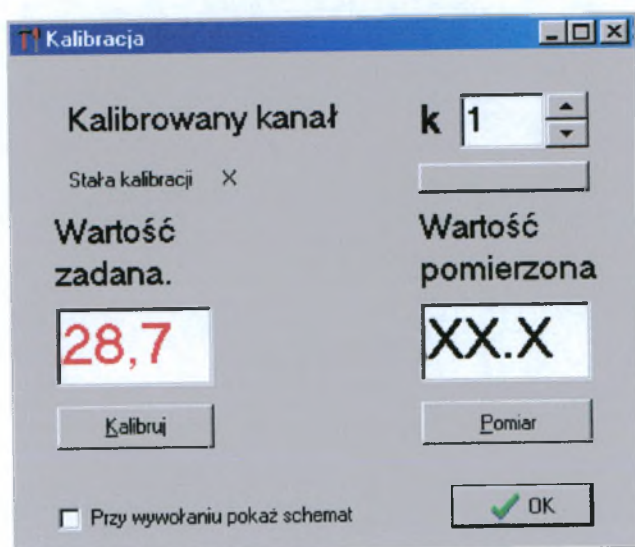 Kalibracja
Kalibrowany kanał k 1
Stała kalibracji X
Wartość zadana.
Wartość pomierzona
28,7
XX.X
Kalibruj
Pomiar
Przy wywołaniu pokaż schemat
OK